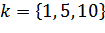 k = {1,5,10}